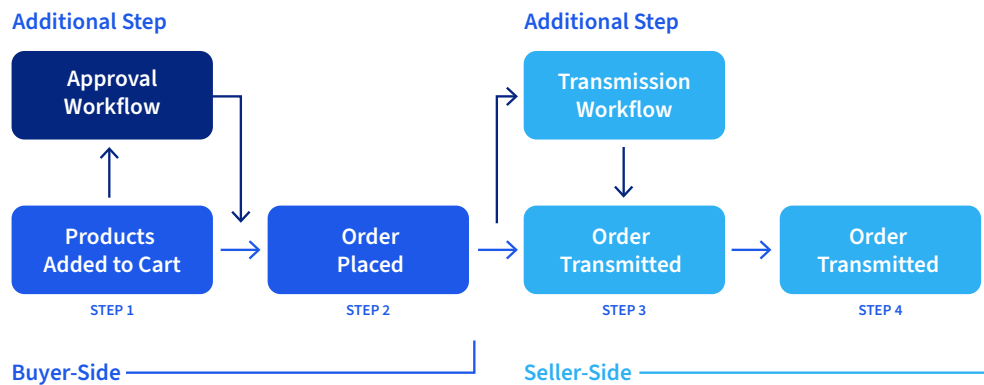 Additional Step
Additional Step
Approval
Workflow
Transmission
Workflow
Products
Added to Cart
Order
Placed
Order
Transmitted
Order
Transmitted
STEP 1
STEP 2
STEP 3
STEP 4
Buyer-Side
Seller-Side